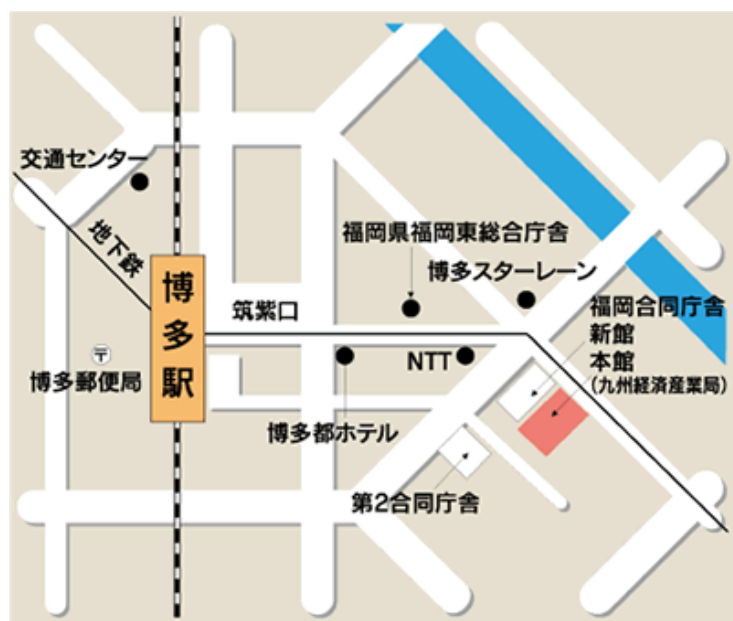 交通センター
地下鉄
博多駅
筑紫口
福岡県福岡東総合庁舎
博多スターレーン
福岡合同庁舎
新館
本館
(九州経済産業局)
〒
博多郵便局
NTT
博多都ホテル
第2合同庁舎